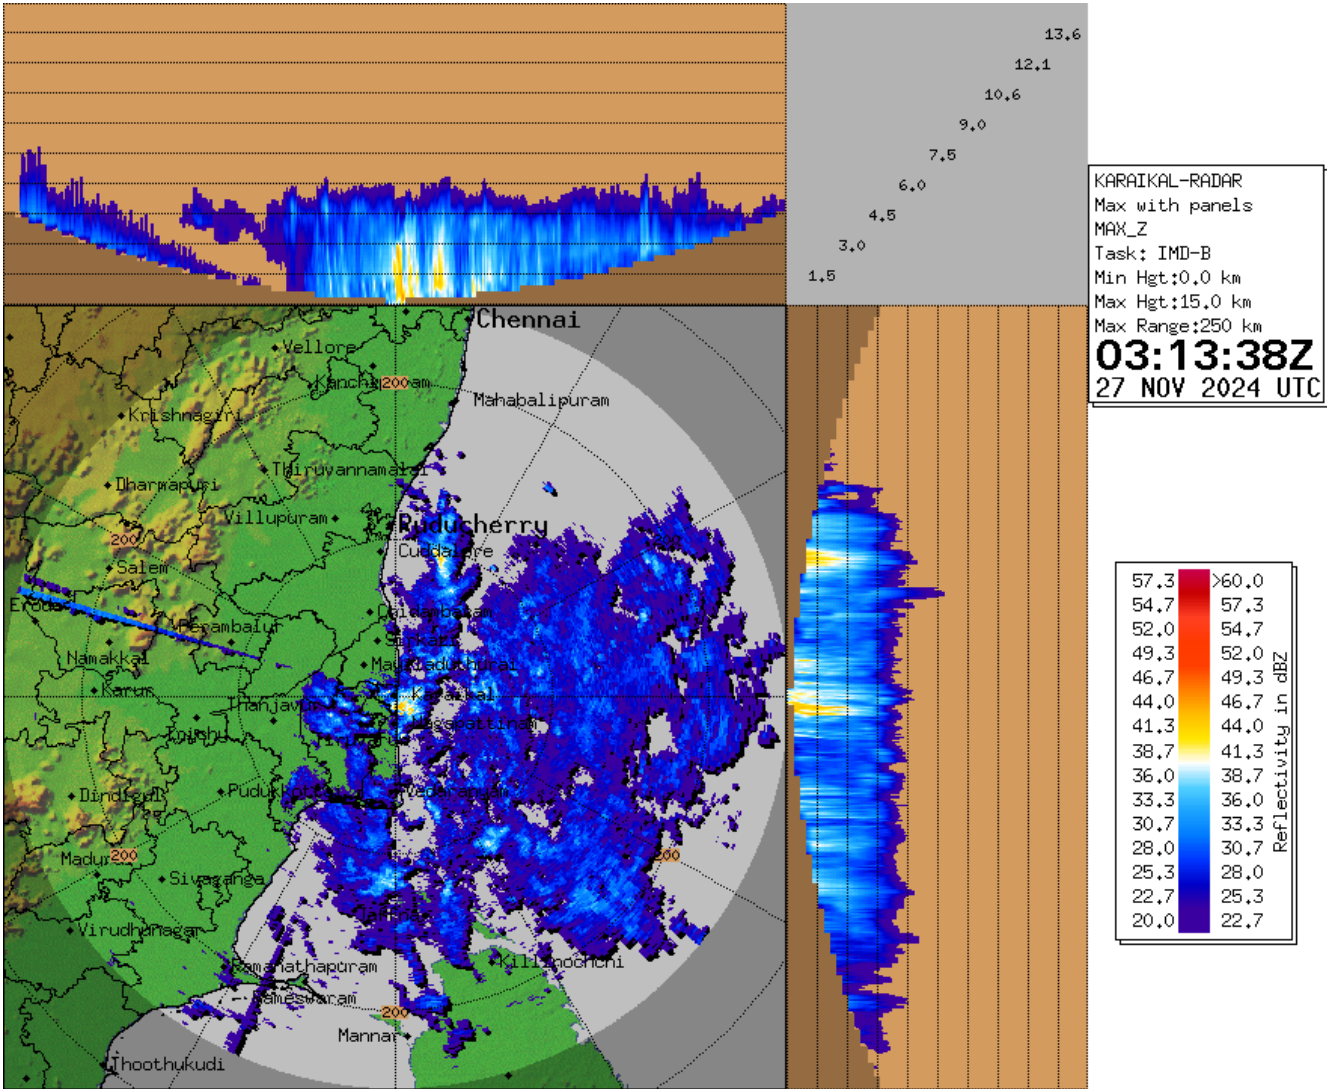 13.6
12.1
10.6
9.0
7.5
6.0
4.5
3.0
1.5
KARAIKAL-RADAR
Max with panels
MAX_Z
Task: IMD-B
Min Hgt:0.0 km
Max Hgt:15.0 km
Max Range:250 km
03:13:38Z
27 NOV 2024 UTC
Chennai
Vellore
200
Mahabalipuram
Krishnagiri
Thiruvannamalai
Dharmapuri
Villupuram
Puducherry
200
200
Cuddalore
Salem
Erode
Chidambaram
Perambalur
Sirkazhi
Namakkal
Mayiladuthurai
Karur
Karaikal
Thanjavur
Nagapattinam
Dindigul
Pudukkottai
Vedaranyam
200
200
Sivaganga
Jaffna
Virudhunagar
Ramanathapuram
Killinochchi
Rameswaram
200
Mannar
Thoothukudi
57.3 >60.0
54.7 57.3
52.0 54.7
49.3 52.0
46.7 49.3
44.0 46.7
41.3 44.0
38.7 41.3
36.0 38.7
33.3 36.0
30.7 33.3
28.0 30.7
25.3 28.0
22.7 25.3
20.0 22.7
Reflectivity in dBZ